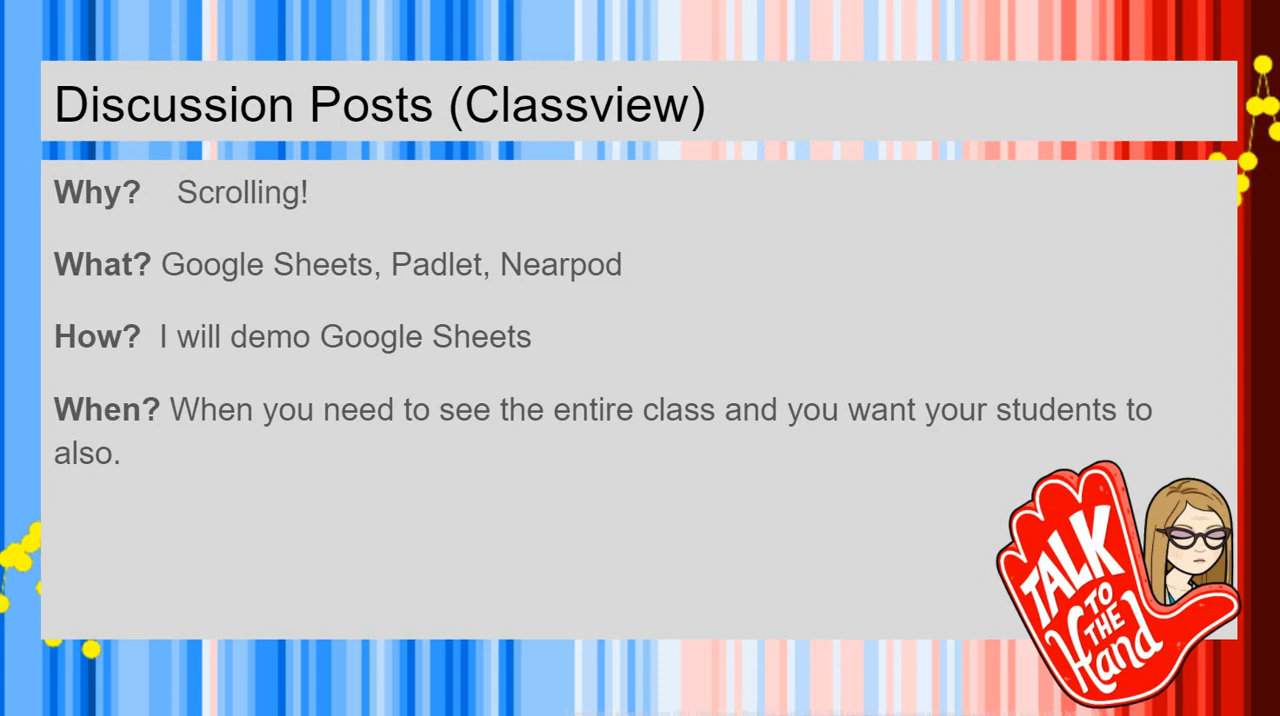 Discussion Posts (Classview)
Why? Scrolling!
What? Google Sheets, Padlet, Nearpod
How? I will demo Google Sheets
When? When you need to see the entire class and you want your students to
also.
TALK
TO
THE
Hand